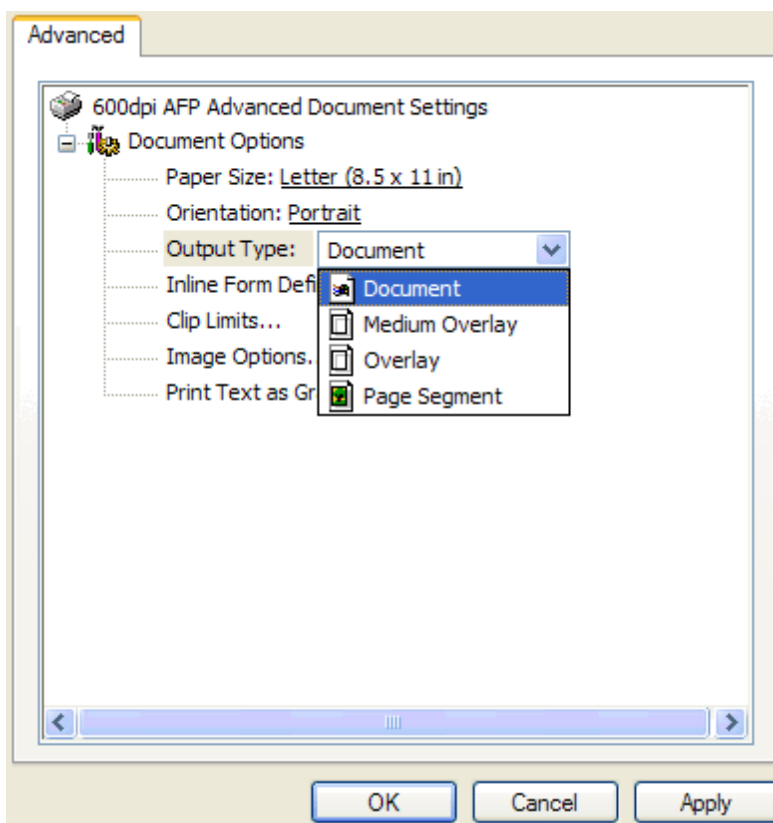 Advanced
600dpi AFP Advanced Document Settings
Document Options
Paper Size: Letter (8.5 x 11 in)
Orientation: Portrait
Output Type: Document
Inline Form Defi
Document
Clip Limits...
Medium Overlay
Image Options.
Overlay
Print Text as Gr
Page Segment
OK Cancel Apply